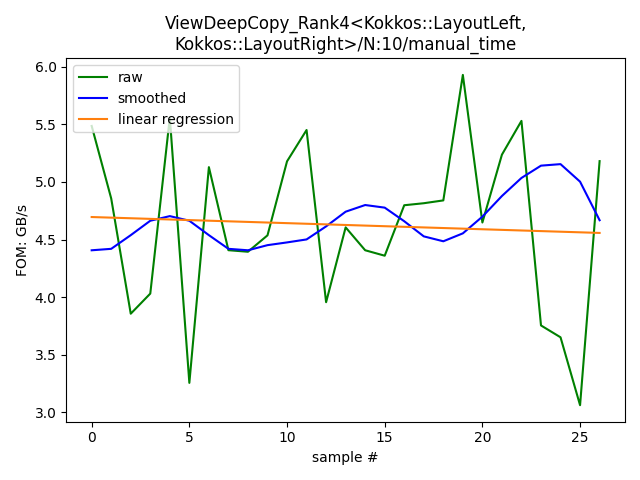 ViewDeepCopy_Rank4<Kokkos::LayoutLeft,
Kokkos::LayoutRight>/N:10/manual_time
raw
smoothed
linear regression
FOM: GB/s
6.0
5.5
5.0
4.5
4.0
3.5
3.0
0 5 10 15 20 25
sample #